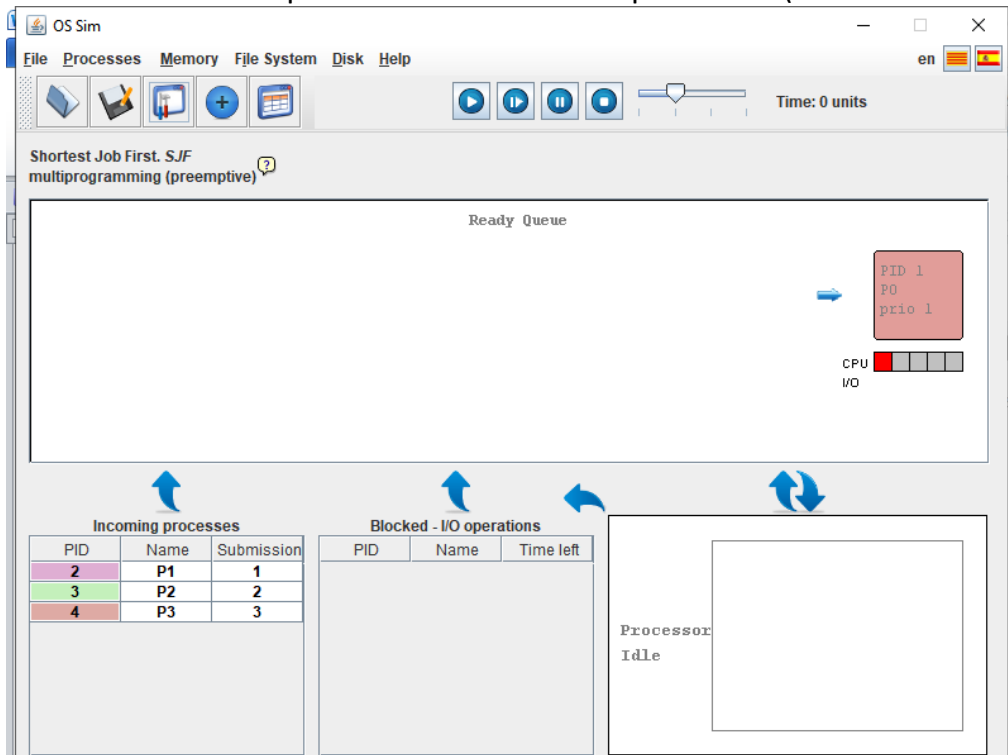 OS Sim
File Processes Memory File System Disk Help en
Time: 0 units
Shortest Job First. SJF
multiprogramming (preemptive) ?
Ready Queue
PID 1
P0
prio 1
CPU
I/O
Incoming processes
PID Name Submission
2 P1 1
3 P2 2
4 P3 3
Blocked - I/O operations
PID Name Time left
Processor
Idle